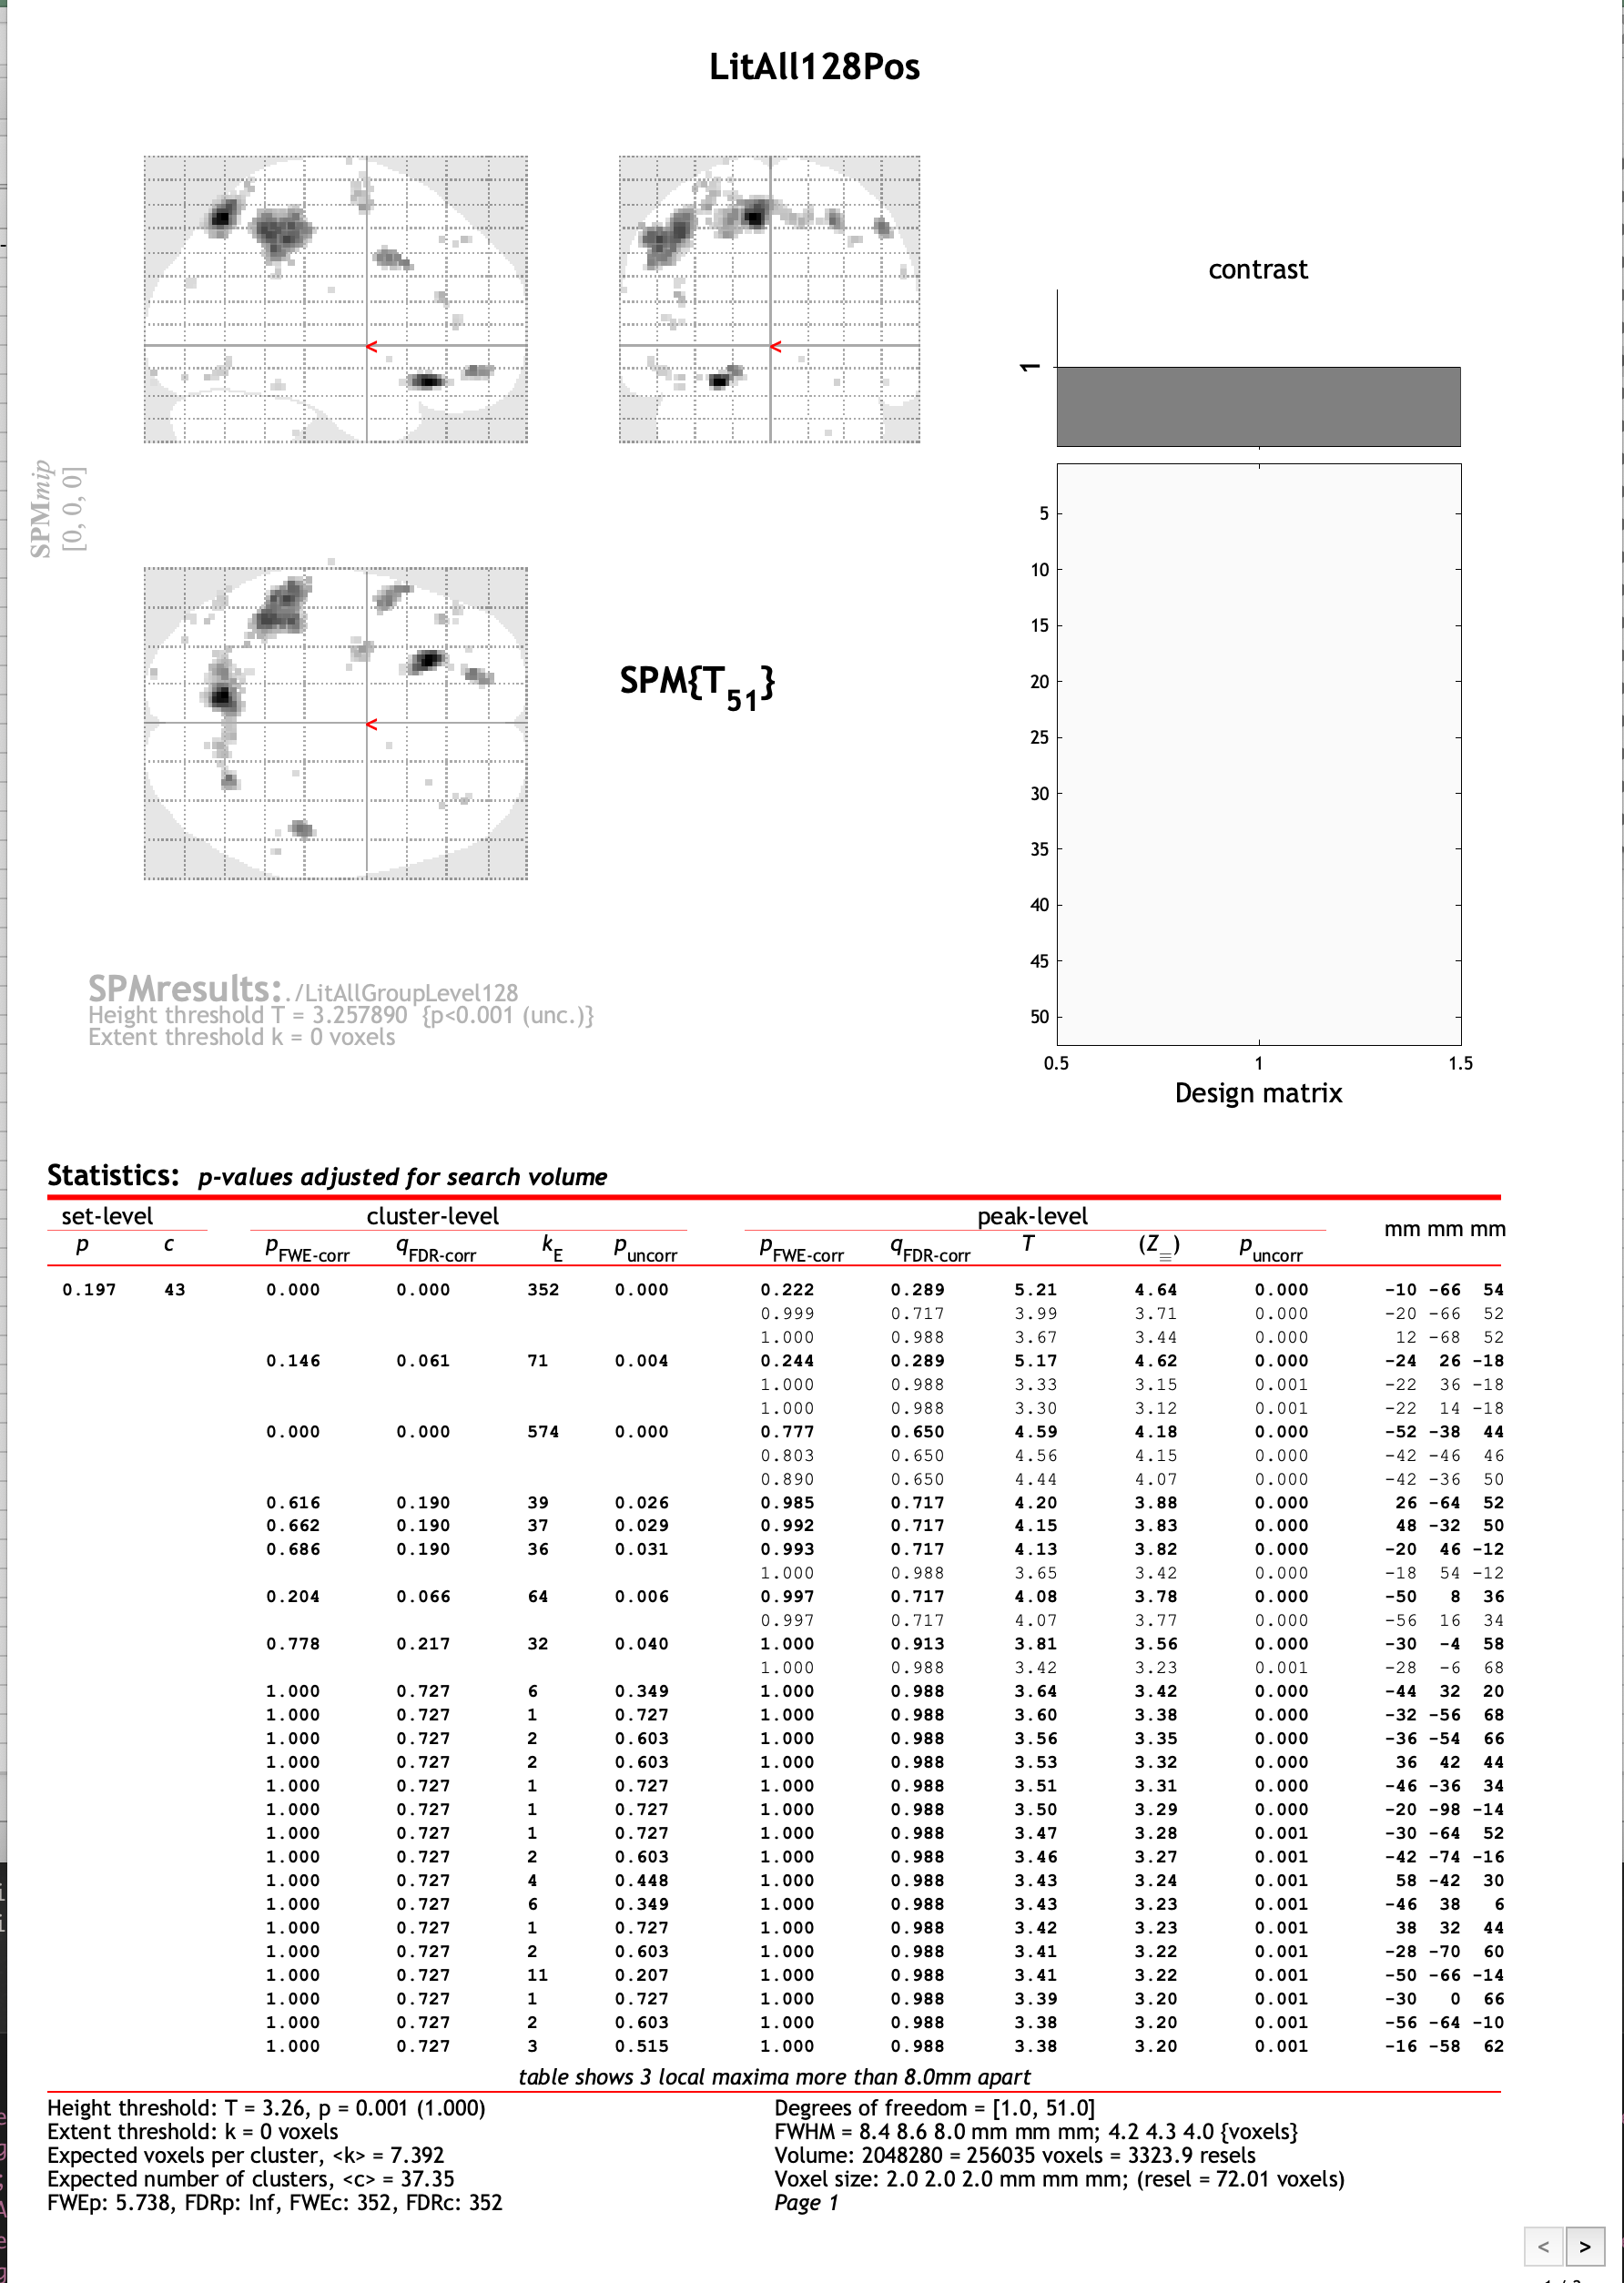 LitAll128Pos
<
<
contrast
1
SPMmip
[0, 0, 0]
<
SPM{T51}
5
10
15
20
25
30
35
40
45
50
0.5 1 1.5
Design matrix
SPMresults:./LitAllGroupLevel128
Height threshold T = 3.257890 {p<0.001 (unc.)}
Extent threshold k = 0 voxels
Statistics: p-values adjusted for search volume
set-level cluster-level peak-level mm mm mm
p c pFWE-corr qFDR-corr kE puncorr pFWE-corr qFDR-corr T (Z≡) puncorr
0.197 43 0.000 0.000 352 0.000 0.222 0.289 5.21 4.64 0.000 -10 -66 54
0.999 0.717 3.99 3.71 0.000 -20 -66 52
1.000 0.988 3.67 3.44 0.000 12 -68 52
0.146 0.061 71 0.004 0.244 0.289 5.17 4.62 0.000 -24 26 -18
1.000 0.988 3.33 3.15 0.001 -22 36 -18
1.000 0.988 3.30 3.12 0.001 -22 14 -18
0.000 0.000 574 0.000 0.777 0.650 4.59 4.18 0.000 -52 -38 44
0.803 0.650 4.56 4.15 0.000 -42 -46 46
0.890 0.650 4.44 4.07 0.000 -42 -36 50
0.616 0.190 39 0.026 0.985 0.717 4.20 3.88 0.000 26 -64 52
0.662 0.190 37 0.029 0.992 0.717 4.15 3.83 0.000 48 -32 50
0.686 0.190 36 0.031 0.993 0.717 4.13 3.82 0.000 -20 46 -12
1.000 0.988 3.65 3.42 0.000 -18 54 -12
0.204 0.066 64 0.006 0.997 0.717 4.08 3.78 0.000 -50 8 36
0.997 0.717 4.07 3.77 0.000 -56 16 34
0.778 0.217 32 0.040 1.000 0.913 3.81 3.56 0.000 -30 -4 58
1.000 0.988 3.42 3.23 0.001 -28 -6 68
1.000 0.727 6 0.349 1.000 0.988 3.64 3.42 0.000 -44 32 20
1.000 0.727 1 0.727 1.000 0.988 3.60 3.38 0.000 -32 -56 68
1.000 0.727 2 0.603 1.000 0.988 3.56 3.35 0.000 -36 -54 66
1.000 0.727 2 0.603 1.000 0.988 3.53 3.32 0.000 36 42 44
1.000 0.727 1 0.727 1.000 0.988 3.51 3.31 0.000 -46 -36 34
1.000 0.727 1 0.727 1.000 0.988 3.50 3.29 0.000 -20 -98 -14
1.000 0.727 1 0.727 1.000 0.988 3.47 3.28 0.001 -30 -64 52
1.000 0.727 2 0.603 1.000 0.988 3.46 3.27 0.001 -42 -74 -16
1.000 0.727 4 0.448 1.000 0.988 3.43 3.24 0.001 58 -42 30
1.000 0.727 6 0.349 1.000 0.988 3.43 3.23 0.001 -46 38 6
1.000 0.727 1 0.727 1.000 0.988 3.42 3.23 0.001 38 32 44
1.000 0.727 2 0.603 1.000 0.988 3.41 3.22 0.001 -28 -70 60
1.000 0.727 11 0.207 1.000 0.988 3.41 3.22 0.001 -50 -66 -14
1.000 0.727 1 0.727 1.000 0.988 3.39 3.20 0.001 -30 0 66
1.000 0.727 2 0.603 1.000 0.988 3.38 3.20 0.001 -56 -64 -10
1.000 0.727 3 0.515 1.000 0.988 3.38 3.20 0.001 -16 -58 62
table shows 3 local maxima more than 8.0mm apart
Height threshold: T = 3.26, p = 0.001 (1.000) Degrees of freedom = [1.0, 51.0]
Extent threshold: k = 0 voxels FWHM = 8.4 8.6 8.0 mm mm mm; 4.2 4.3 4.0 {voxels}
Expected voxels per cluster, <k> = 7.392 Volume: 2048280 = 256035 voxels = 3323.9 resels
Expected number of clusters, <c> = 37.35 Voxel size: 2.0 2.0 2.0 mm mm mm; (resel = 72.01 voxels)
FWEp: 5.738, FDRp: Inf, FWEc: 352, FDRc: 352 Page 1
< >